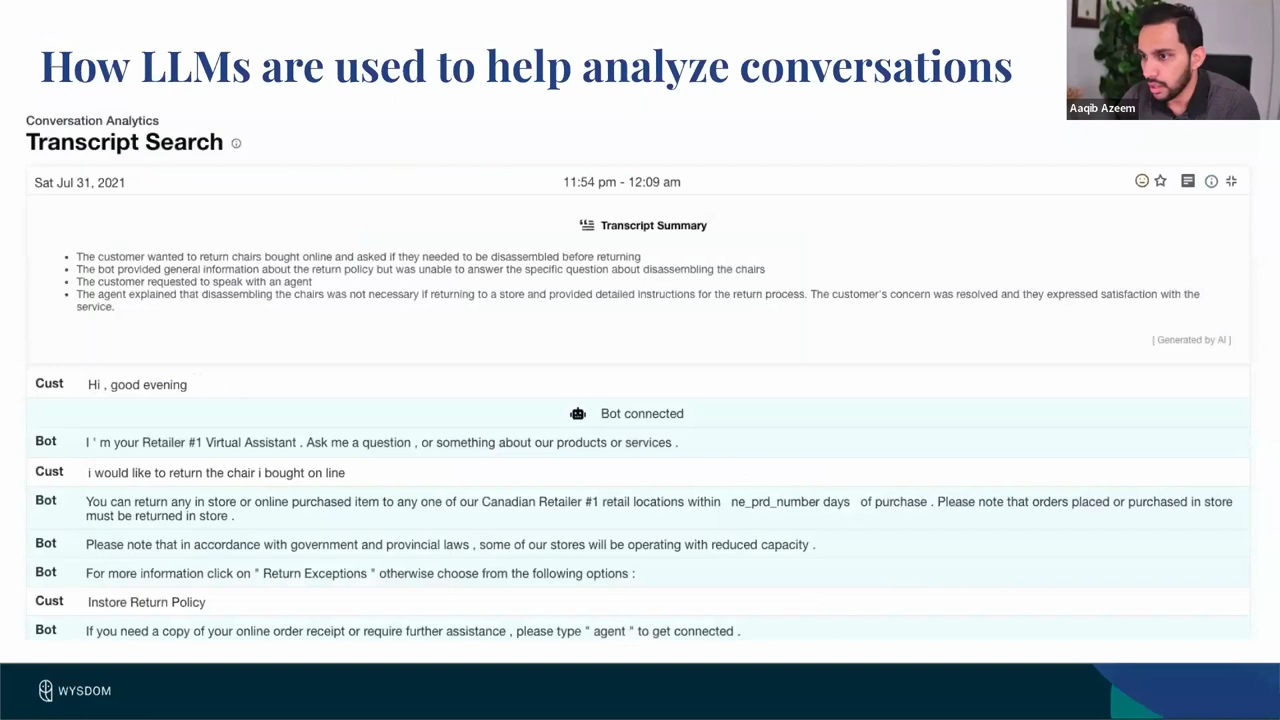 How LLMs are used to help analyze conversations
Aaqib Azeem
Conversation Analytics
Transcript Search
Sat Jul 31, 2021
11:54 pm - 12:09 am
Transcript Summary
• The customer wanted to return chairs bought online and asked if they needed to be disassembled before returning
• The bot provided general information about the return policy but was unable to answer the specific question about disassembling the chairs
• The customer requested to speak with an agent
• The agent explained that disassembling the chairs was not necessary if returning to a store and provided detailed instructions for the return process. The customer's concern was resolved and they expressed satisfaction with the
service.
[ Generated by AI ]
Cust Hi , good evening
Bot connected
Bot I ' m your Retailer #1 Virtual Assistant . Ask me a question , or something about our products or services .
Cust i would like to return the chair i bought on line
Bot You can return any in store or online purchased item to any one of our Canadian Retailer #1 retail locations within ne_prd_number days of purchase . Please note that orders placed or purchased in store
must be returned in store .
Bot Please note that in accordance with government and provincial laws , some of our stores will be operating with reduced capacity .
Bot For more information click on " Return Exceptions " otherwise choose from the following options :
Cust Instore Return Policy
Bot If you need a copy of your online order receipt or require further assistance , please type " agent " to get connected .
WYSDOM